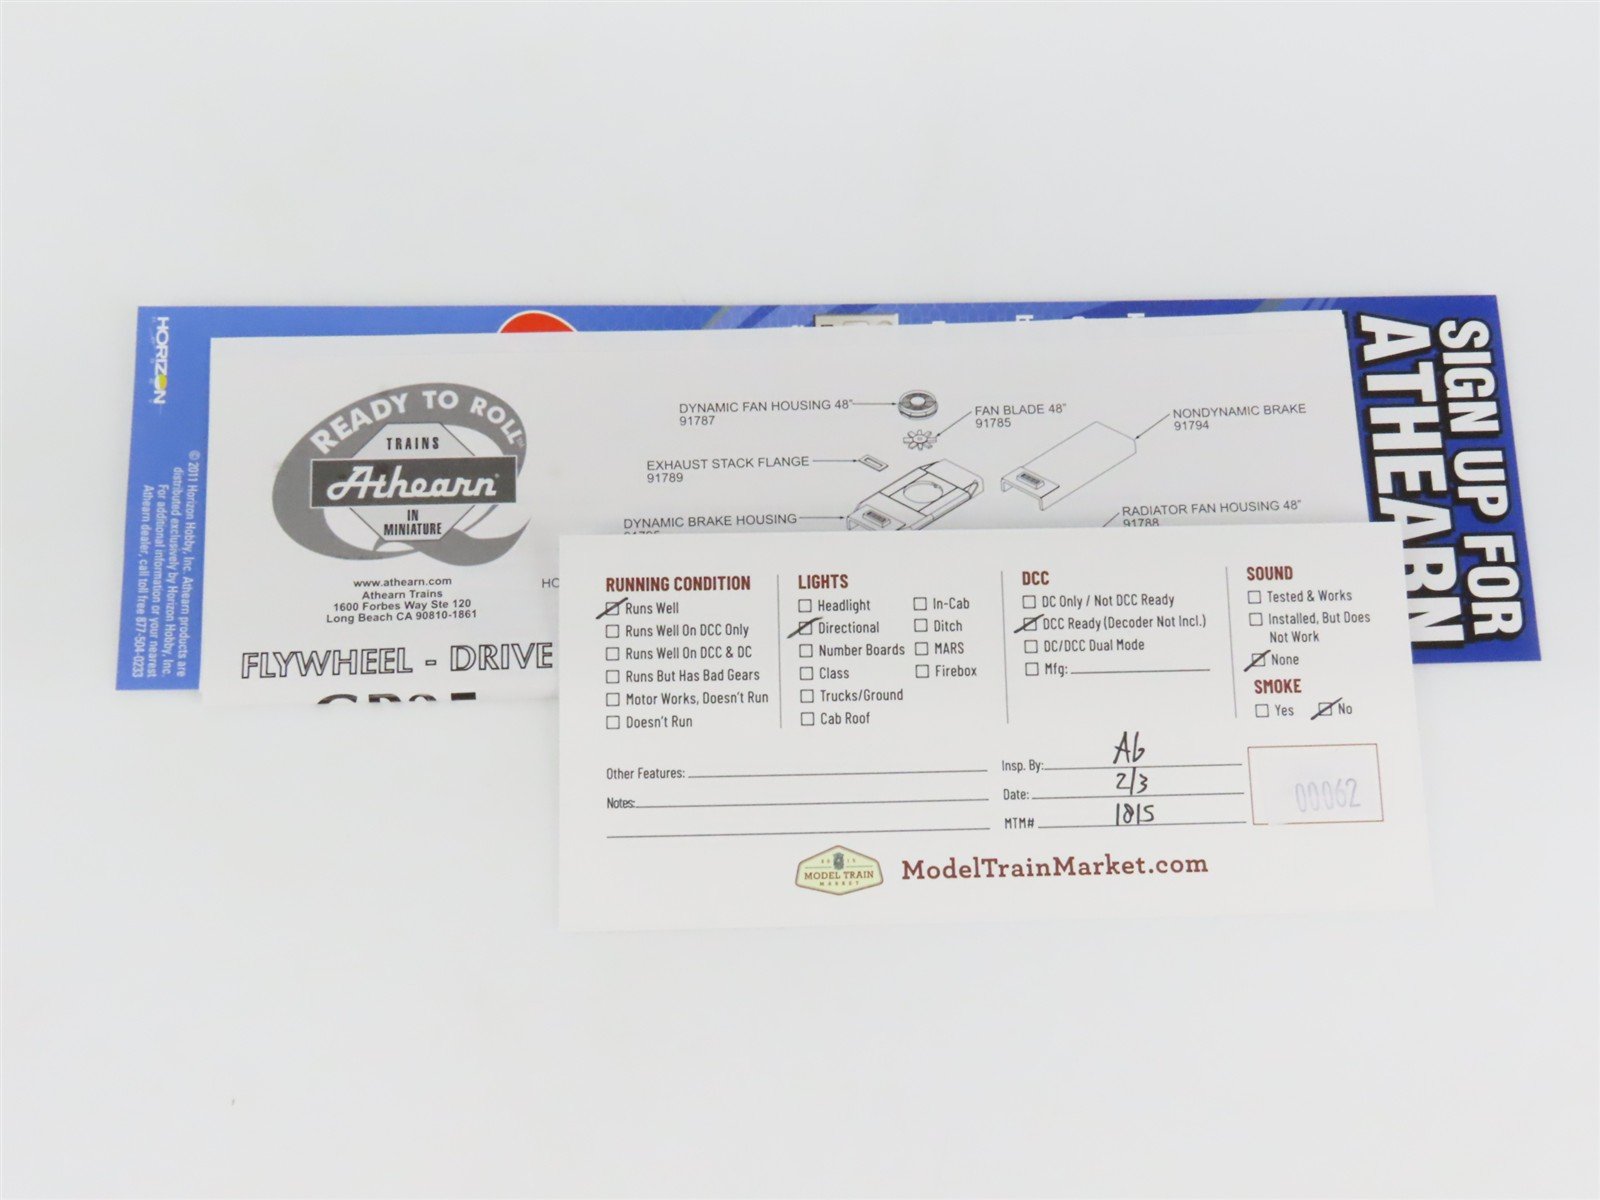 HORIZON
© 2011 Horizon Hobby, Inc. Athearn products are
distributed exclusively by Horizon Hobby, Inc.
For additional information or your nearest
Athearn dealer, call toll free 877-504-0233
SIGN UP FOR
ATHEARN
READY TO ROLL
TRAINS
Athearn
IN
MINIATURE
www.athearn.com
Athearn Trains
1600 Forbes Way Ste 120
Long Beach CA 90810-1861
FLYWHEEL - DRIVE
DYNAMIC FAN HOUSING 48"
91787
FAN BLADE 48"
91785
NONDYNAMIC BRAKE
91794
EXHAUST STACK FLANGE
91789
DYNAMIC BRAKE HOUSING
RADIATOR FAN HOUSING 48"
91788
HO
RUNNING CONDITION
Runs Well
Runs Well On DCC Only
Runs Well On DCC & DC
Runs But Has Bad Gears
Motor Works, Doesn't Run
Doesn't Run
LIGHTS
Headlight
Directional
Number Boards
Class
Trucks/Ground
Cab Roof
In-Cab
Ditch
MARS
Firebox
DCC
DC Only / Not DCC Ready
DCC Ready (Decoder Not Incl.)
DC/DCC Dual Mode
Mfg:
SOUND
Tested & Works
Installed, But Does
Not Work
None
SMOKE
Yes No
Other Features:
Notes:
Insp. By: AG
Date: 2/3
MTM# 1815
00062
MODEL TRAIN
MARKET
ModelTrainMarket.com